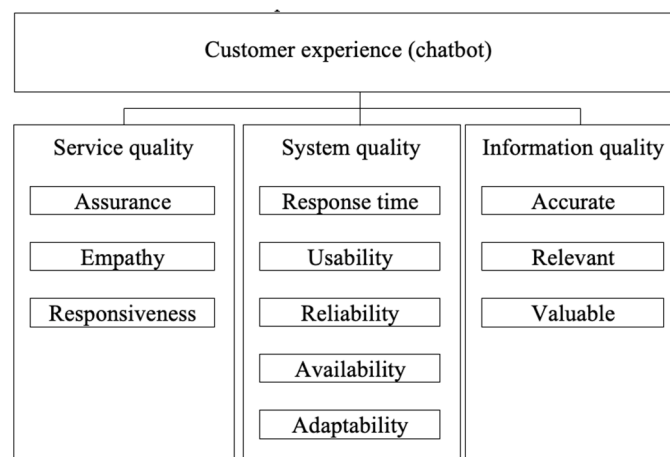 Customer experience (chatbot)
Service quality
Assurance
Empathy
Responsiveness
System quality
Response time
Usability
Reliability
Availability
Adaptability
Information quality
Accurate
Relevant
Valuable